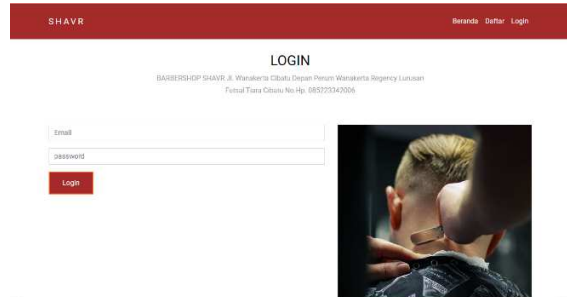 SHAVR
Beranda Daftar Login
LOGIN
BARBERSHOP SHAVR Jl. Wanakerta Cibatu Depan Perum Wanakerta Regency Lurusan
Futsal Tiara Cibatu No Hp. 085223342006
Email
password
Login